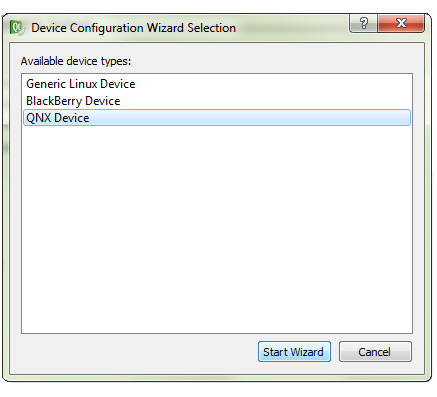 Device Configuration Wizard Selection
Available device types:
Generic Linux Device
BlackBerry Device
QNX Device
Start Wizard Cancel